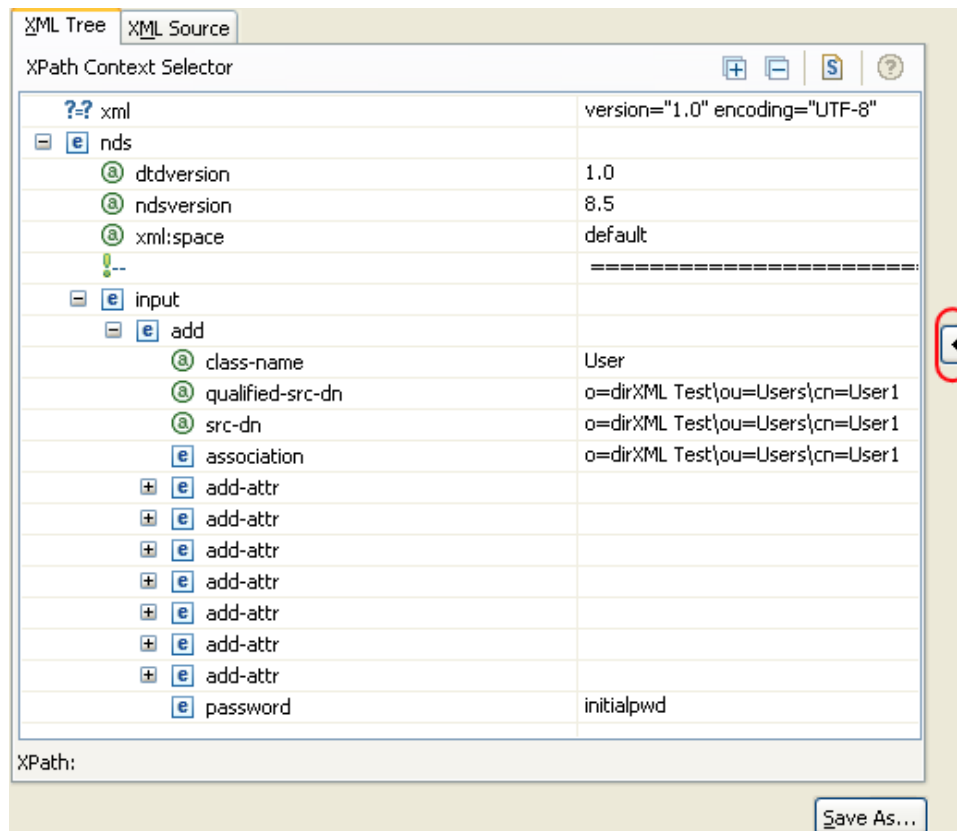 XML Tree XML Source
XPath Context Selector
?=? xml version="1.0" encoding="UTF-8"
e nds
a dtdversion 1.0
a ndsversion 8.5
a xml:space default
!-- =======================
e input
e add
a class-name User
a qualified-src-dn o=dirXML Test\ou=Users\cn=User1
a src-dn o=dirXML Test\ou=Users\cn=User1
e association o=dirXML Test\ou=Users\cn=User1
e add-attr
e add-attr
e add-attr
e add-attr
e add-attr
e add-attr
e add-attr
e password initialpwd
XPath:
Save As...